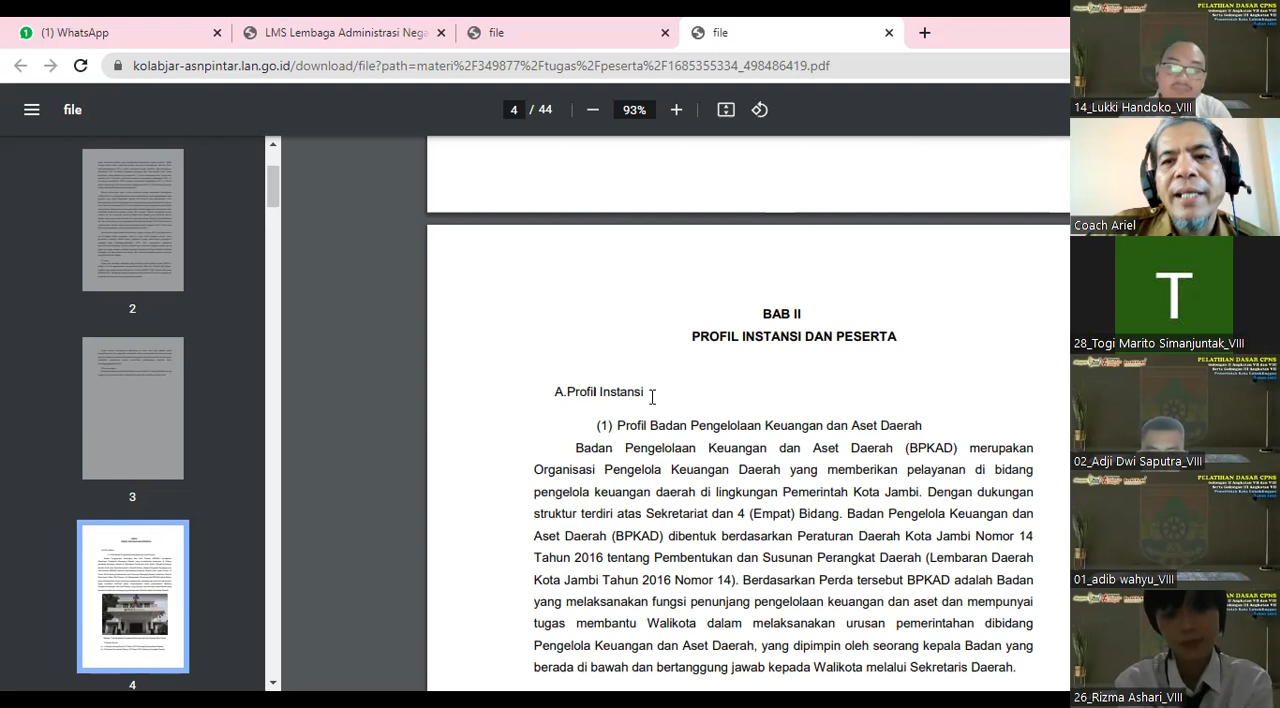 (1) WhatsApp
LMS Lembaga Administrasi Nega
file
file
kolabjar-asnpintar.lan.go.id/download/file?path=materi%2F349877%2Ftugas%2Fpeserta%2F1685355334_498486419.pdf
file
4 / 44
93%
2
3
4
BAB II
PROFIL INSTANSI DAN PESERTA
A.Profil Instansi
(1) Profil Badan Pengelolaan Keuangan dan Aset Daerah
Badan Pengelolaan Keuangan dan Aset Daerah (BPKAD) merupakan
Organisasi Pengelola Keuangan Daerah yang memberikan pelayanan di bidang
pengelola keuangan daerah di lingkungan Pemerintah Kota Jambi. Dengan dukungan
struktur terdiri atas Sekretariat dan 4 (Empat) Bidang. Badan Pengelola Keuangan dan
Aset Daerah (BPKAD) dibentuk berdasarkan Peraturan Daerah Kota Jambi Nomor 14
Tahun 2016 tentang Pembentukan dan Susunan Perangkat Daerah (Lembaran Daerah
Kota Jambi Tahun 2016 Nomor 14). Berdasarkan Perda tersebut BPKAD adalah Badan
yang melaksanakan fungsi penunjang pengelolaan keuangan dan aset dan mempunyai
tugas membantu Walikota dalam melaksanakan urusan pemerintahan dibidang
Pengelola Keuangan dan Aset Daerah, yang dipimpin oleh seorang kepala Badan yang
berada di bawah dan bertanggung jawab kepada Walikota melalui Sekretaris Daerah.
PELATIHAN DASAR CPNS
14_Lukki Handoko_VIII
Coach Ariel
T
28_Togi Marito Simanjuntak_VIII
PELATIHAN DASAR CPNS
02_Adji Dwi Saputra_VIII
PELATIHAN DASAR CPNS
01_adib wahyu_VIII
AN DASAR CPNS
26_Rizma Ashari_VIII